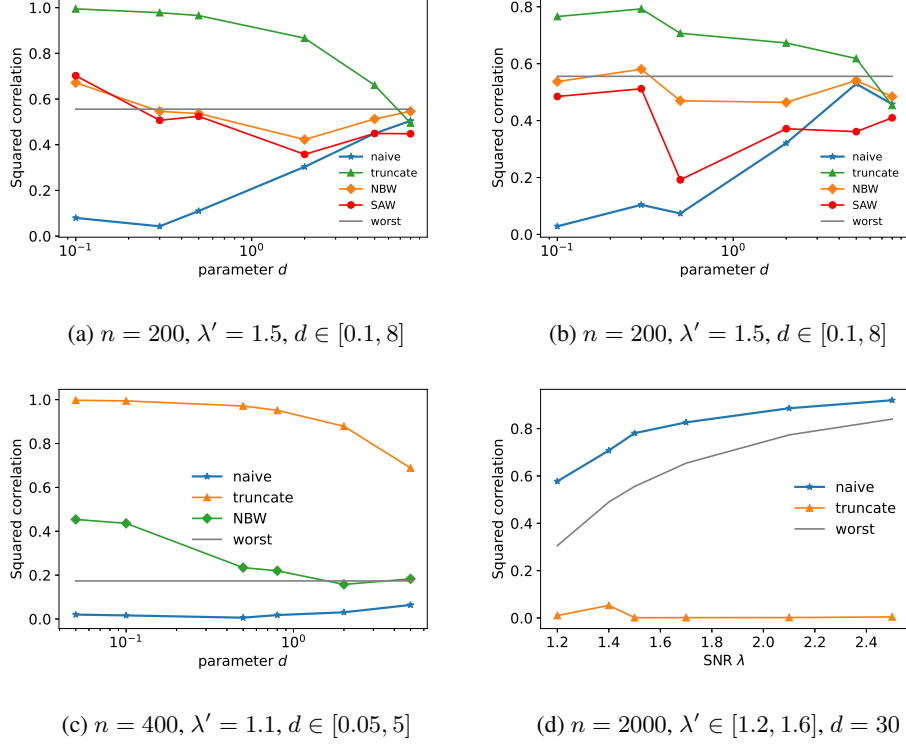 1.0
0.8
0.6
0.4
0.2
0.0
Squared correlation
naive
truncate
NBW
SAW
worst
10⁻¹
10⁰
parameter d
(a) n = 200, λ′ = 1.5, d ∈ [0.1, 8]
0.8
0.6
0.4
0.2
0.0
Squared correlation
naive
truncate
NBW
SAW
worst
10⁻¹
10⁰
parameter d
(b) n = 200, λ′ = 1.5, d ∈ [0.1, 8]
1.0
0.8
0.6
0.4
0.2
0.0
Squared correlation
naive
truncate
NBW
worst
10⁻¹
10⁰
parameter d
(c) n = 400, λ′ = 1.1, d ∈ [0.05, 5]
0.8
0.6
0.4
0.2
0.0
Squared correlation
naive
truncate
worst
1.2 1.4 1.6 1.8 2.0 2.2 2.4
SNR λ
(d) n = 2000, λ′ ∈ [1.2, 1.6], d = 30